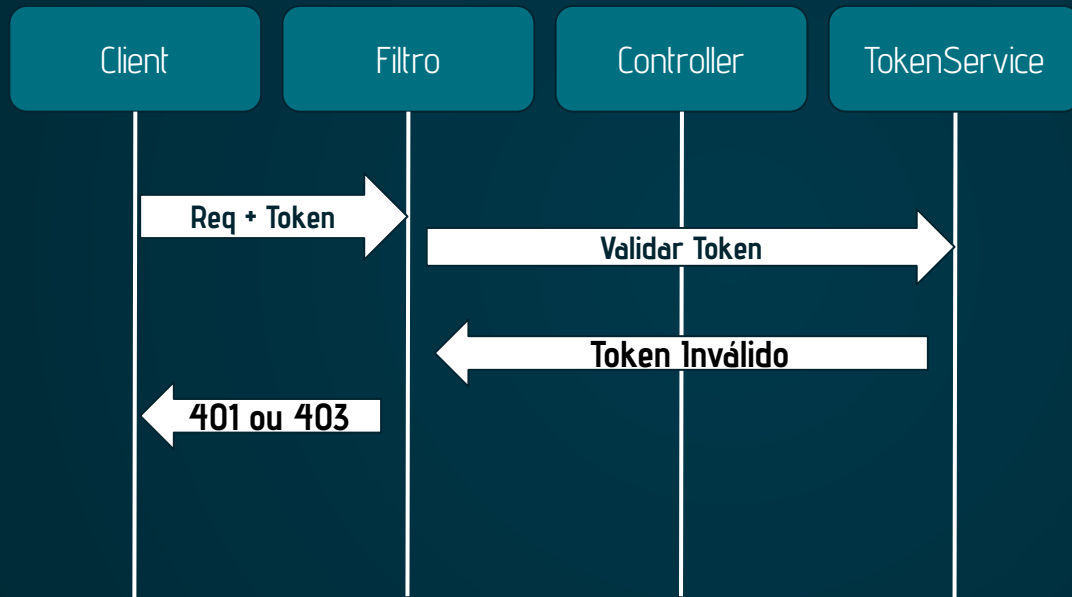 Client
Filtro
Controller
TokenService
Req + Token
Validar Token
Token Inválido
401 ou 403